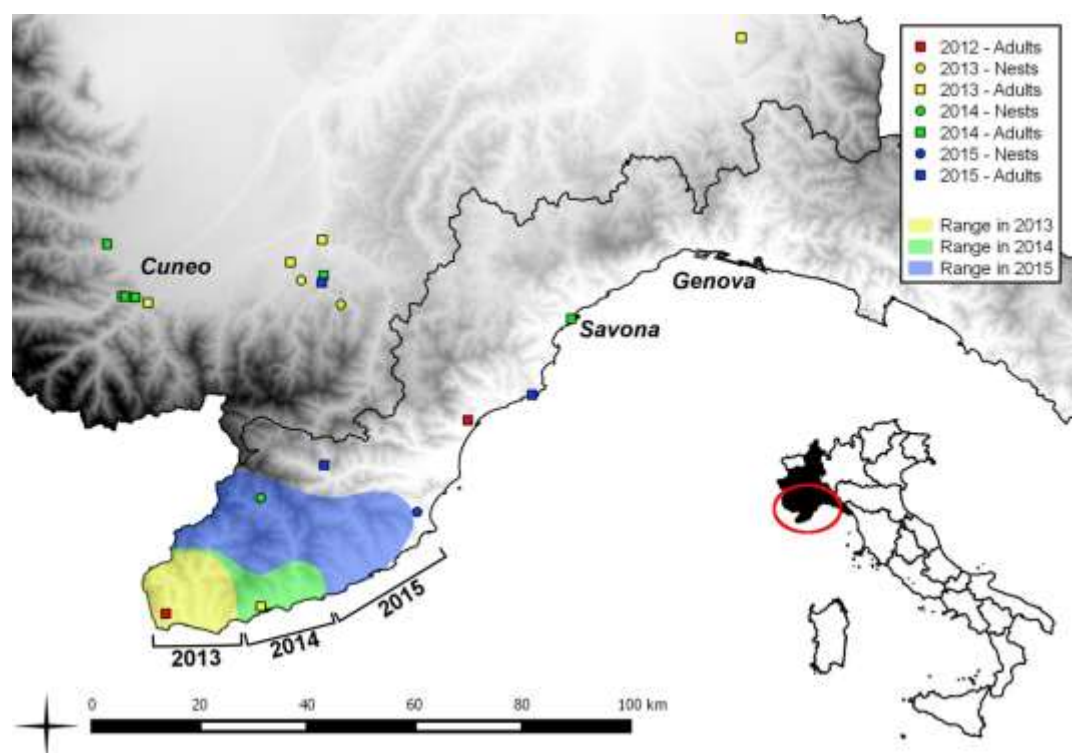 2012 - Adults
2013 - Nests
2013 - Adults
2014 - Nests
2014 - Adults
2015 - Nests
2015 - Adults
Range in 2013
Range in 2014
Range in 2015
Cuneo
Genova
Savona
2015
2014
2013
0 20 40 60 80 100 km